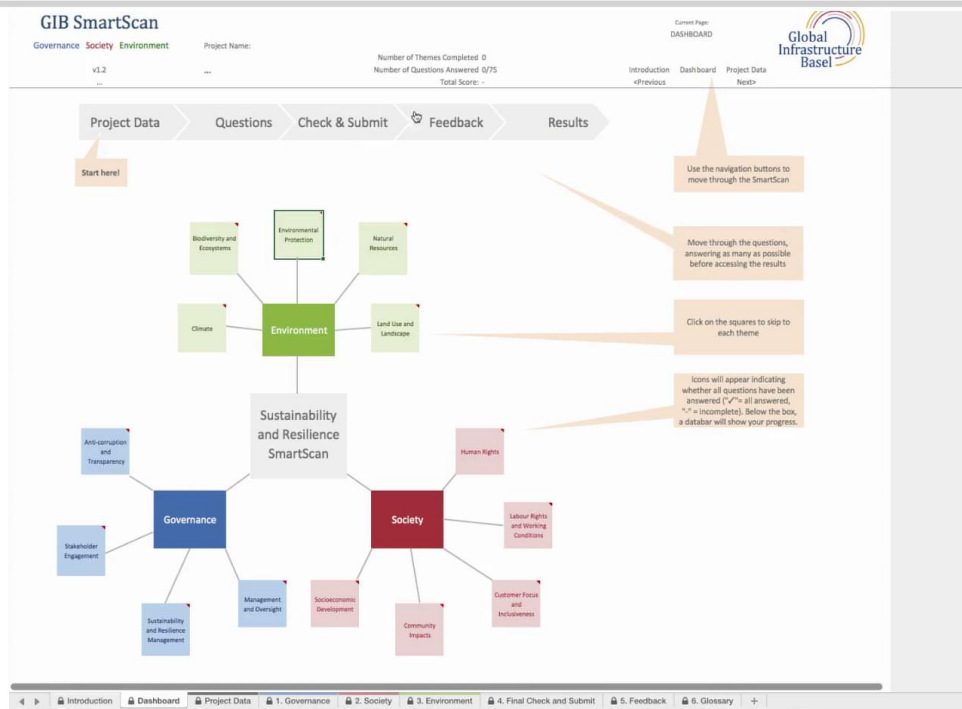 GIB SmartScan
Governance Society Environment
v1.2
...
Project Name:
...
Number of Themes Completed 0
Number of Questions Answered 0/75
Total Score: -
Current Page:
DASHBOARD
Introduction Dashboard Project Data
<Previous Next>
Global
Infrastructure
Basel
Project Data Questions Check & Submit Feedback Results
Start here!
Use the navigation buttons to
move through the SmartScan
Move through the questions,
answering as many as possible
before accessing the results
Click on the squares to skip to
each theme
Icons will appear indicating
whether all questions have been
answered ("✓"= all answered,
"-" = incomplete). Below the box,
a databar will show your progress.
Biodiversity and
Ecosystems
Environmental
Protection
Natural
Resources
Climate
Environment
Land Use and
Landscape
Sustainability
and Resilience
SmartScan
Anti-corruption
and
Transparency
Governance
Stakeholder
Engagement
Sustainability
and Resilience
Management
Management
and Oversight
Human Rights
Society
Labour Rights
and Working
Conditions
Customer Focus
and
Inclusiveness
Community
Impacts
Socioeconomic
Development
Introduction Dashboard Project Data 1. Governance 2. Society 3. Environment 4. Final Check and Submit 5. Feedback 6. Glossary +